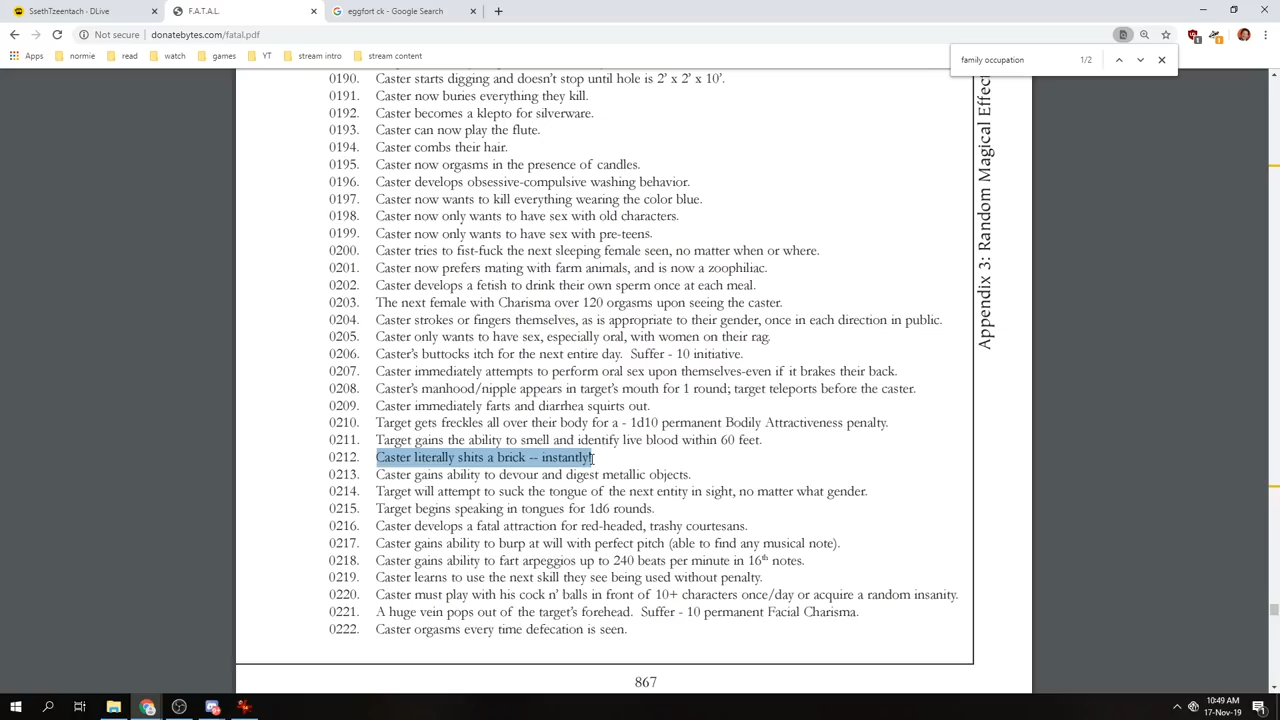 SsethTzeentach - DLive
F.A.T.A.L.
eggfort ck - Google Search
Not secure | donatebytes.com/fatal.pdf
Apps normie read watch games YT stream intro stream content
family occupation 1/2
0190. Caster starts digging and doesn't stop until hole is 2' x 2' x 10'.
0191. Caster now buries everything they kill.
0192. Caster becomes a klepto for silverware.
0193. Caster can now play the flute.
0194. Caster combs their hair.
0195. Caster now orgasms in the presence of candles.
0196. Caster develops obsessive-compulsive washing behavior.
0197. Caster now wants to kill everything wearing the color blue.
0198. Caster now only wants to have sex with old characters.
0199. Caster now only wants to have sex with pre-teens.
0200. Caster tries to fist-fuck the next sleeping female seen, no matter when or where.
0201. Caster now prefers mating with farm animals, and is now a zoophiliac.
0202. Caster develops a fetish to drink their own sperm once at each meal.
0203. The next female with Charisma over 120 orgasms upon seeing the caster.
0204. Caster strokes or fingers themselves, as is appropriate to their gender, once in each direction in public.
0205. Caster only wants to have sex, especially oral, with women on their rag.
0206. Caster's buttocks itch for the next entire day. Suffer - 10 initiative.
0207. Caster immediately attempts to perform oral sex upon themselves-even if it brakes their back.
0208. Caster's manhood/nipple appears in target's mouth for 1 round; target teleports before the caster.
0209. Caster immediately farts and diarrhea squirts out.
0210. Target gets freckles all over their body for a - 1d10 permanent Bodily Attractiveness penalty.
0211. Target gains the ability to smell and identify live blood within 60 feet.
0212. Caster literally shits a brick -- instantly!
0213. Caster gains ability to devour and digest metallic objects.
0214. Target will attempt to suck the tongue of the next entity in sight, no matter what gender.
0215. Target begins speaking in tongues for 1d6 rounds.
0216. Caster develops a fatal attraction for red-headed, trashy courtesans.
0217. Caster gains ability to burp at will with perfect pitch (able to find any musical note).
0218. Caster gains ability to fart arpeggios up to 240 beats per minute in 16th notes.
0219. Caster learns to use the next skill they see being used without penalty.
0220. Caster must play with his cock n' balls in front of 10+ characters once/day or acquire a random insanity.
0221. A huge vein pops out of the target's forehead. Suffer - 10 permanent Facial Charisma.
0222. Caster orgasms every time defecation is seen.
Appendix 3: Random Magical Effec
867
10:49 AM
17-Nov-19